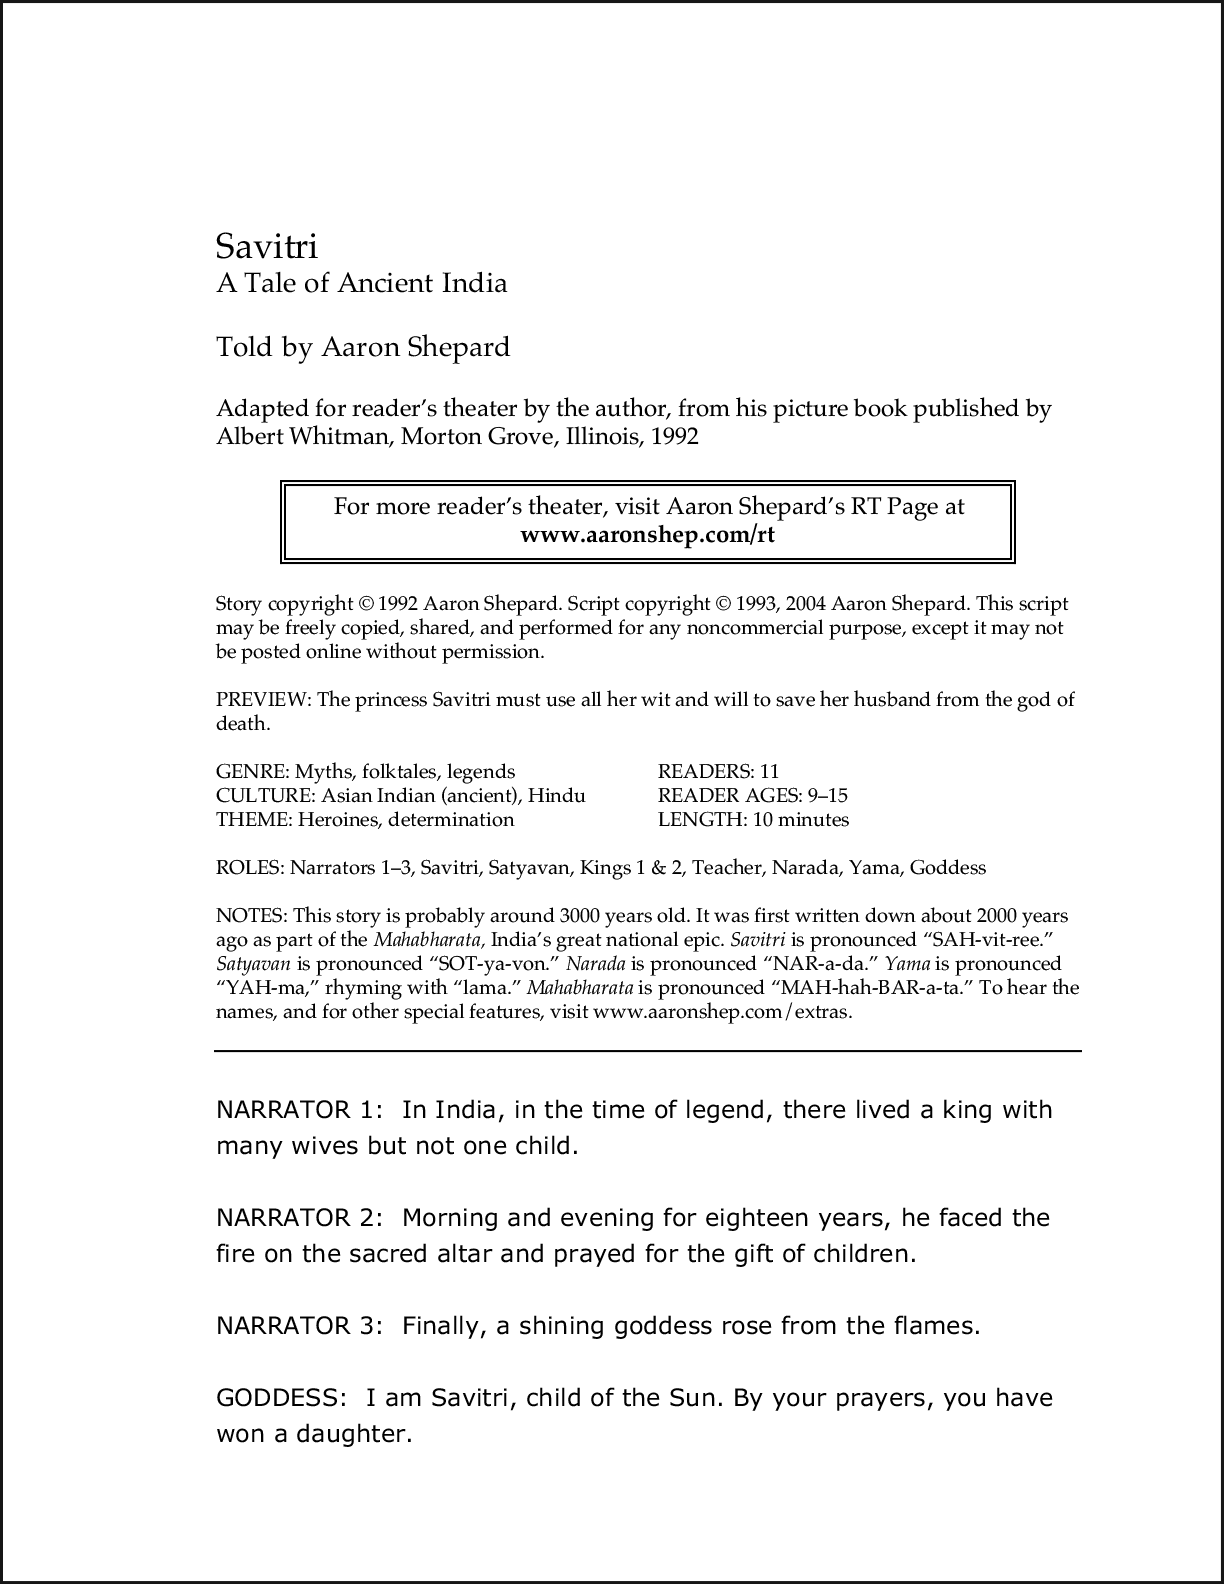 Savitri
A Tale of Ancient India
Told by Aaron Shepard
Adapted for reader’s theater by the author, from his picture book published by
Albert Whitman, Morton Grove, Illinois, 1992
For more reader’s theater, visit Aaron Shepard’s RT Page at
www.aaronshep.com/rt
Story copyright © 1992 Aaron Shepard. Script copyright © 1993, 2004 Aaron Shepard. This script
may be freely copied, shared, and performed for any noncommercial purpose, except it may not
be posted online without permission.
PREVIEW: The princess Savitri must use all her wit and will to save her husband from the god of
death.
GENRE: Myths, folktales, legends
CULTURE: Asian Indian (ancient), Hindu
THEME: Heroines, determination
READERS: 11
READER AGES: 9–15
LENGTH: 10 minutes
ROLES: Narrators 1–3, Savitri, Satyavan, Kings 1 & 2, Teacher, Narada, Yama, Goddess
NOTES: This story is probably around 3000 years old. It was first written down about 2000 years
ago as part of the Mahabharata, India’s great national epic. Savitri is pronounced “SAH-vit-ree.”
Satyavan is pronounced “SOT-ya-von.” Narada is pronounced “NAR-a-da.” Yama is pronounced
“YAH-ma,” rhyming with “lama.” Mahabharata is pronounced “MAH-hah-BAR-a-ta.” To hear the
names, and for other special features, visit www.aaronshep.com/extras.
NARRATOR 1:  In India, in the time of legend, there lived a king with
many wives but not one child.
NARRATOR 2:  Morning and evening for eighteen years, he faced the
fire on the sacred altar and prayed for the gift of children.
NARRATOR 3:  Finally, a shining goddess rose from the flames.
GODDESS:  I am Savitri, child of the Sun. By your prayers, you have
won a daughter.